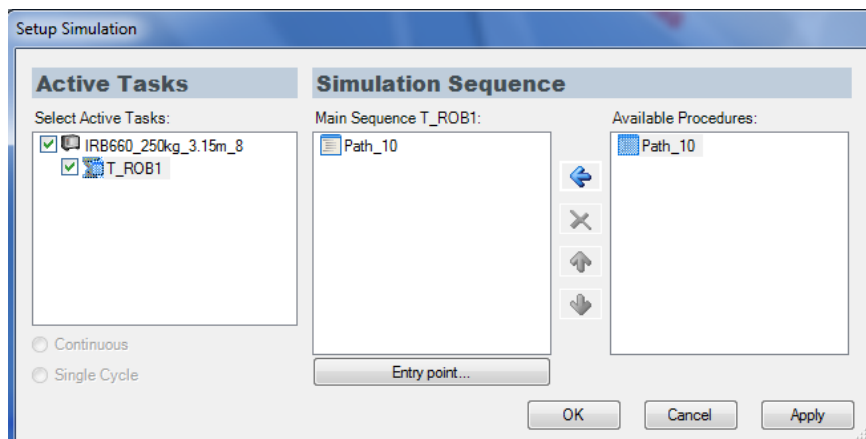 Setup Simulation
Active Tasks
Simulation Sequence
Select Active Tasks:
Main Sequence T_ROB1:
Available Procedures:
IRB660_250kg_3.15m_8
Path_10
Path_10
T_ROB1
Continuous
Single Cycle
Entry point...
OK
Cancel
Apply